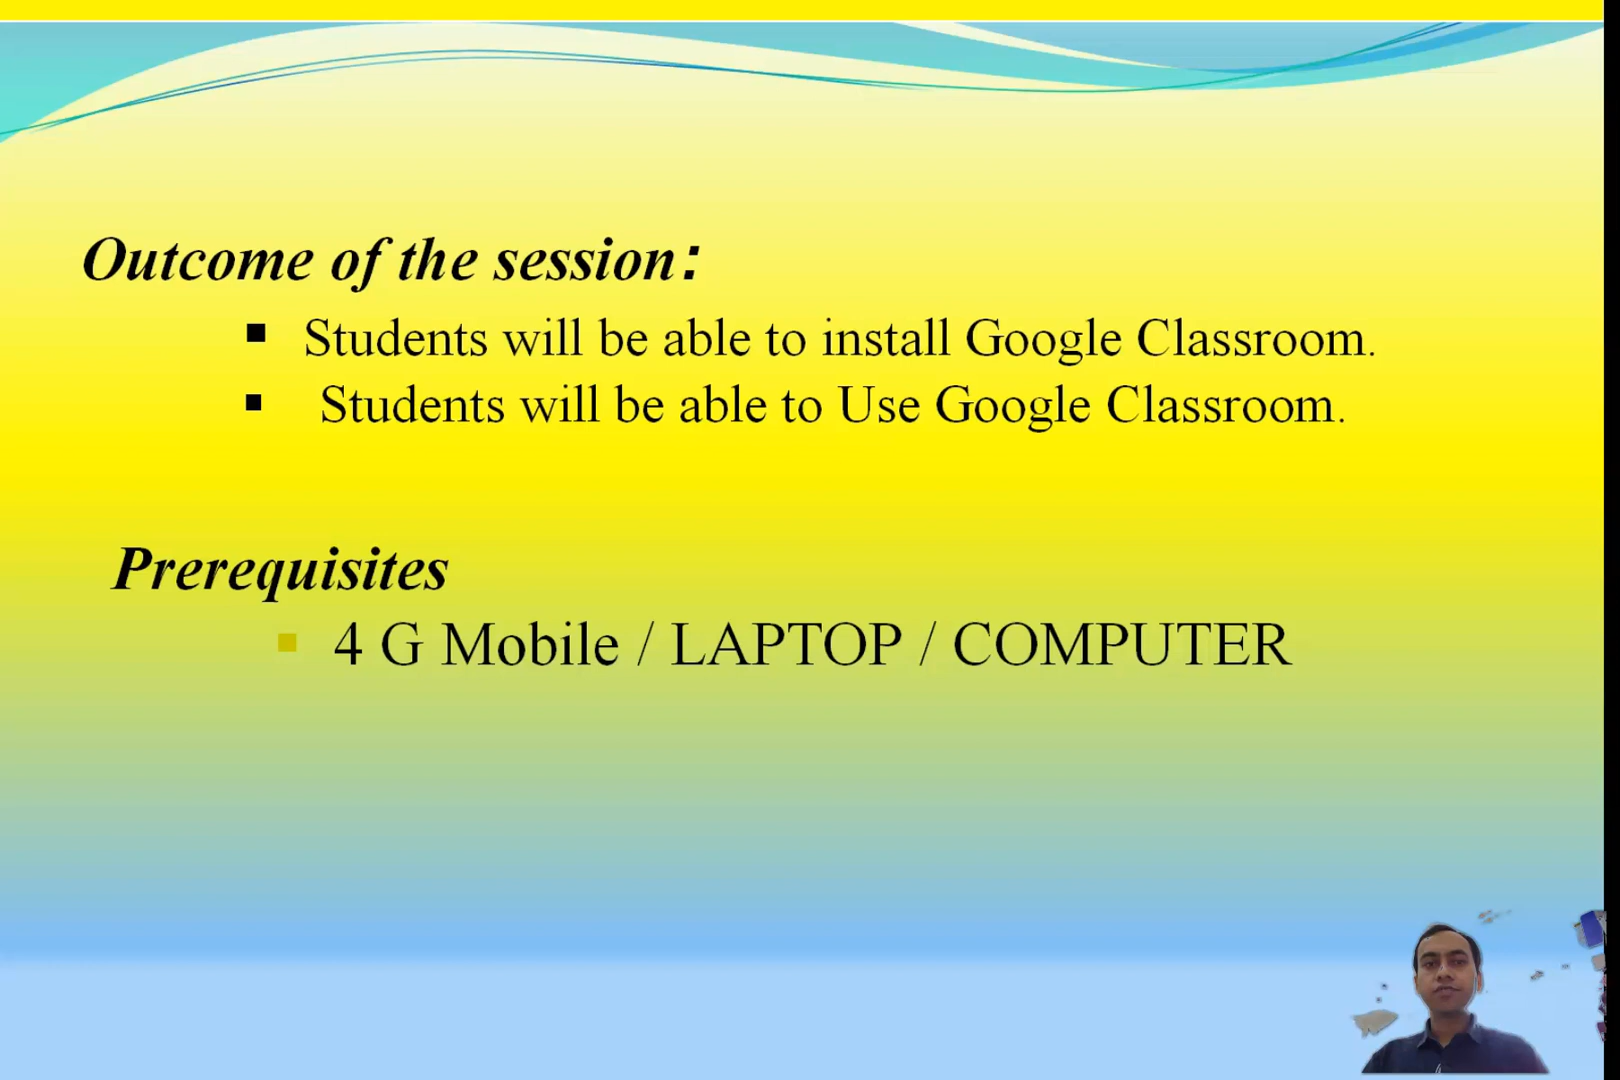 Outcome of the session:
▪ Students will be able to install Google Classroom.
▪ Students will be able to Use Google Classroom.
Prerequisites
▪ 4 G Mobile / LAPTOP / COMPUTER